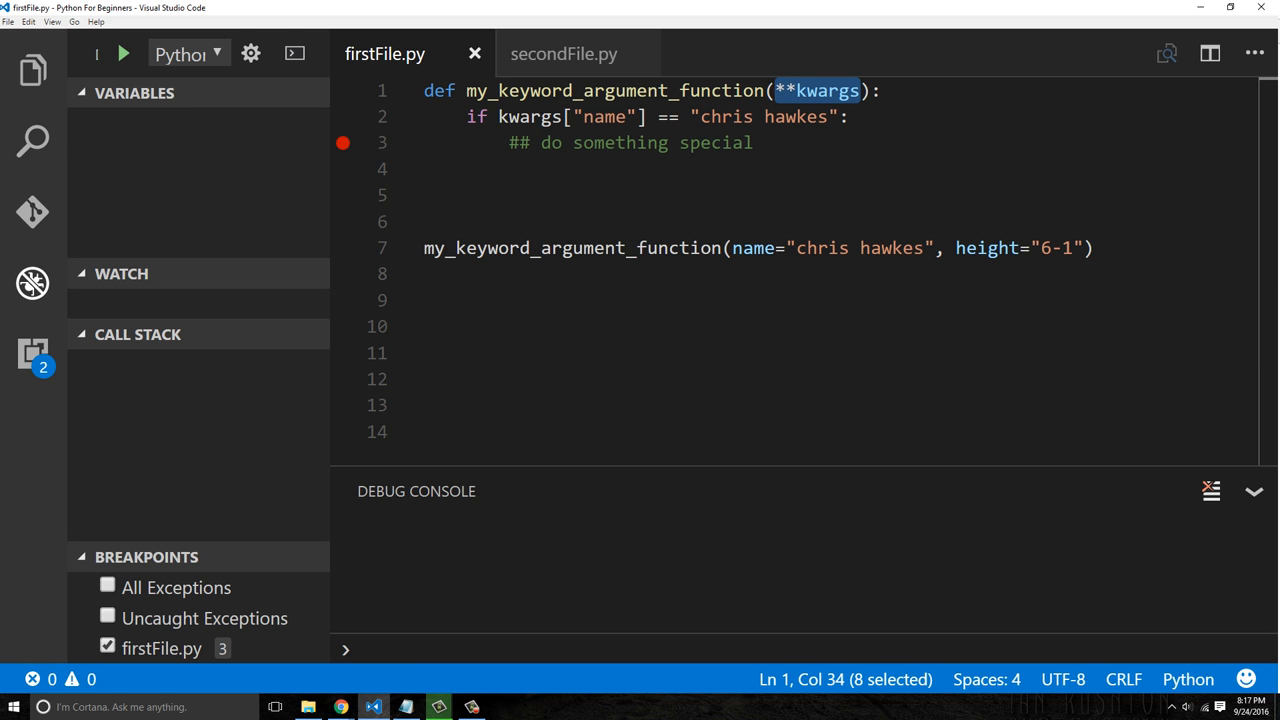 firstFile.py - Python For Beginners - Visual Studio Code
File Edit View Go Help
Python
firstFile.py
secondFile.py
VARIABLES
WATCH
CALL STACK
BREAKPOINTS
All Exceptions
Uncaught Exceptions
firstFile.py 3
2
1 def my_keyword_argument_function(**kwargs):
2 if kwargs["name"] == "chris hawkes":
3 ## do something special
4
5
6
7 my_keyword_argument_function(name="chris hawkes", height="6-1")
8
9
10
11
12
13
14
DEBUG CONSOLE
0 0
Ln 1, Col 34 (8 selected) Spaces: 4 UTF-8 CRLF Python
I'm Cortana. Ask me anything.
8:17 PM
9/24/2016